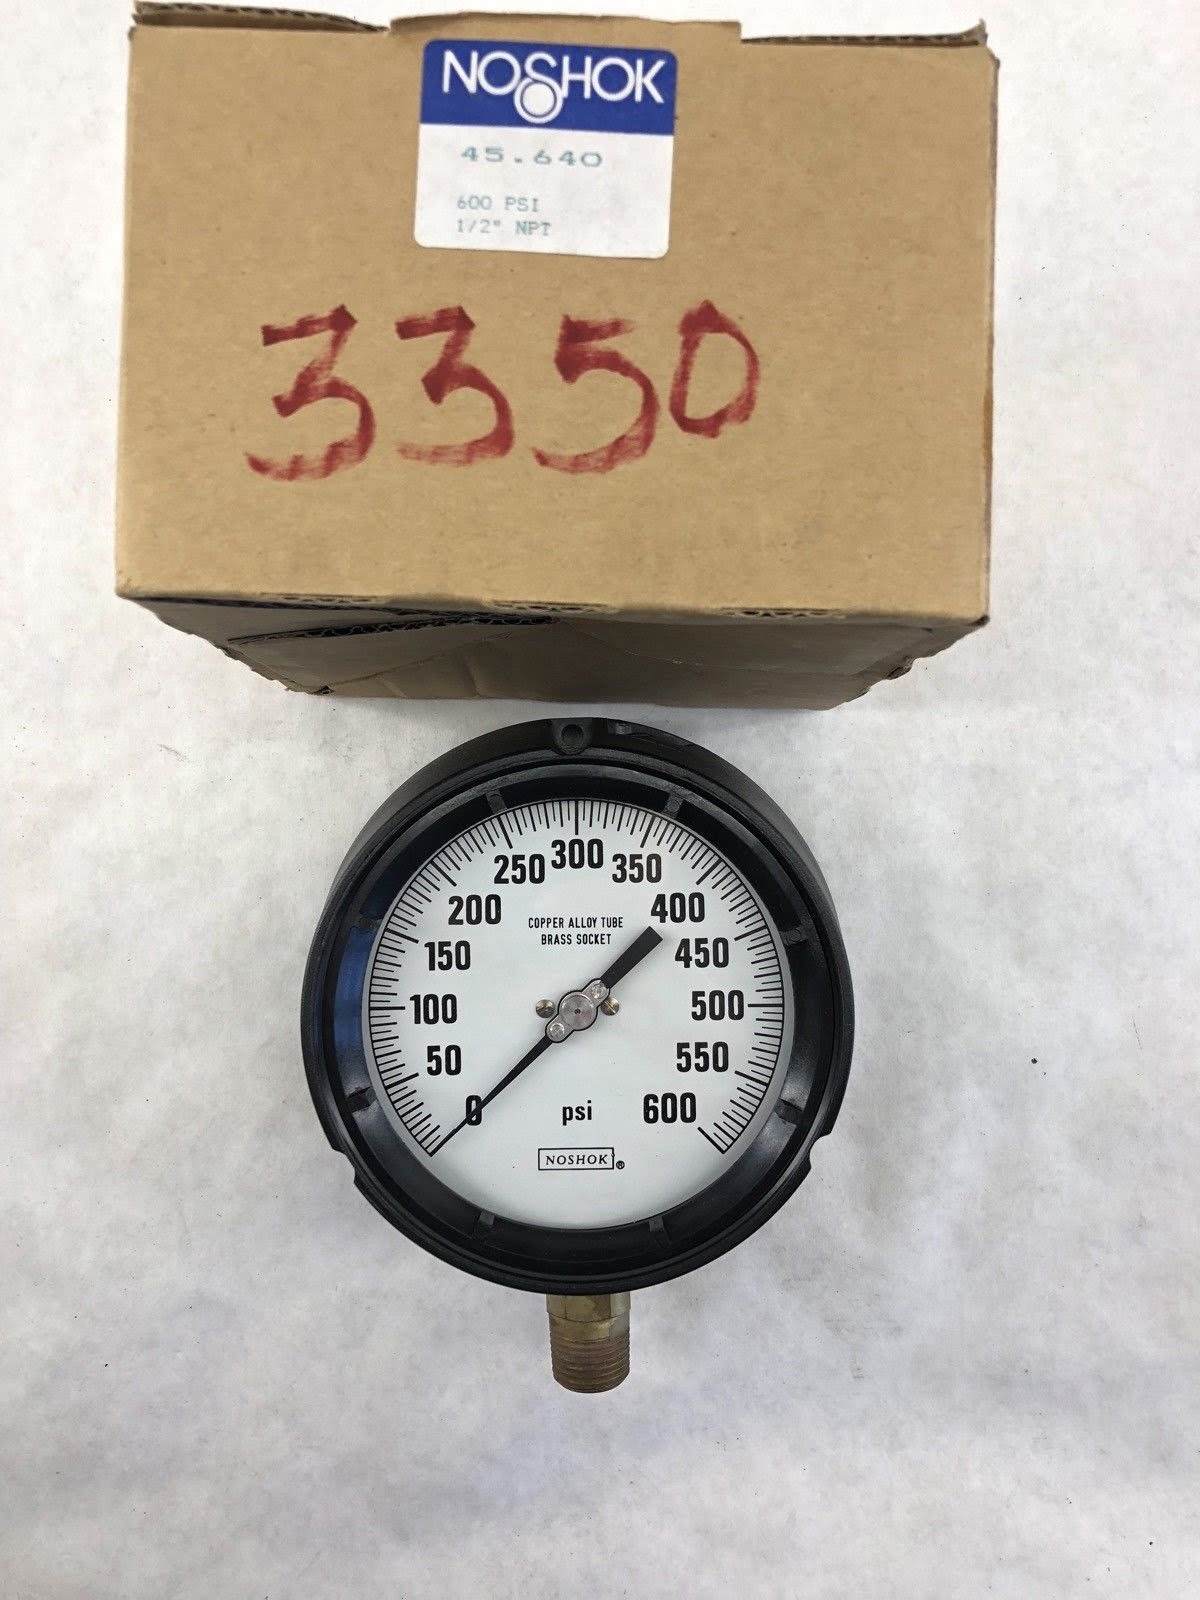 NOSHOK
45.640
600 PSI
1/2" NPT
3350
300
250 350
200 400
COPPER ALLOY TUBE
BRASS SOCKET
150 450
100 500
50 550
0 psi 600
NOSHOK ®